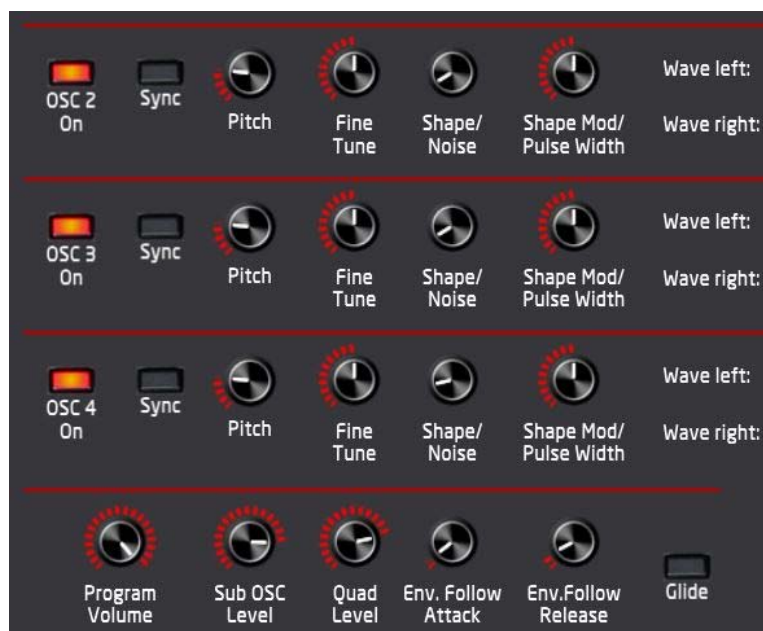 OSC 2
On
Sync
Pitch
Fine
Tune
Shape/
Noise
Shape Mod/
Pulse Width
Wave left:
Wave right:
OSC 3
On
Sync
Pitch
Fine
Tune
Shape/
Noise
Shape Mod/
Pulse Width
Wave left:
Wave right:
OSC 4
On
Sync
Pitch
Fine
Tune
Shape/
Noise
Shape Mod/
Pulse Width
Wave left:
Wave right:
Program
Volume
Sub OSC
Level
Quad
Level
Env. Follow
Attack
Env.Follow
Release
Glide